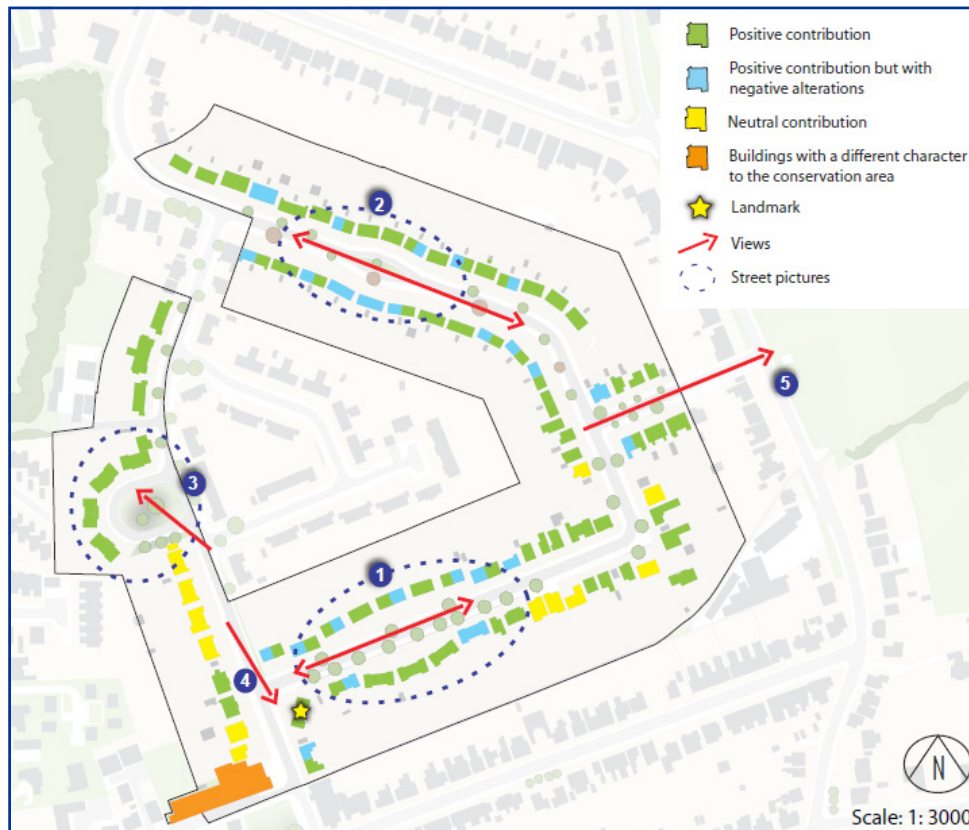 Positive contribution
Positive contribution but with
negative alterations
Neutral contribution
Buildings with a different character
to the conservation area
Landmark
Views
Street pictures
2
5
3
1
4
N
Scale: 1: 3000